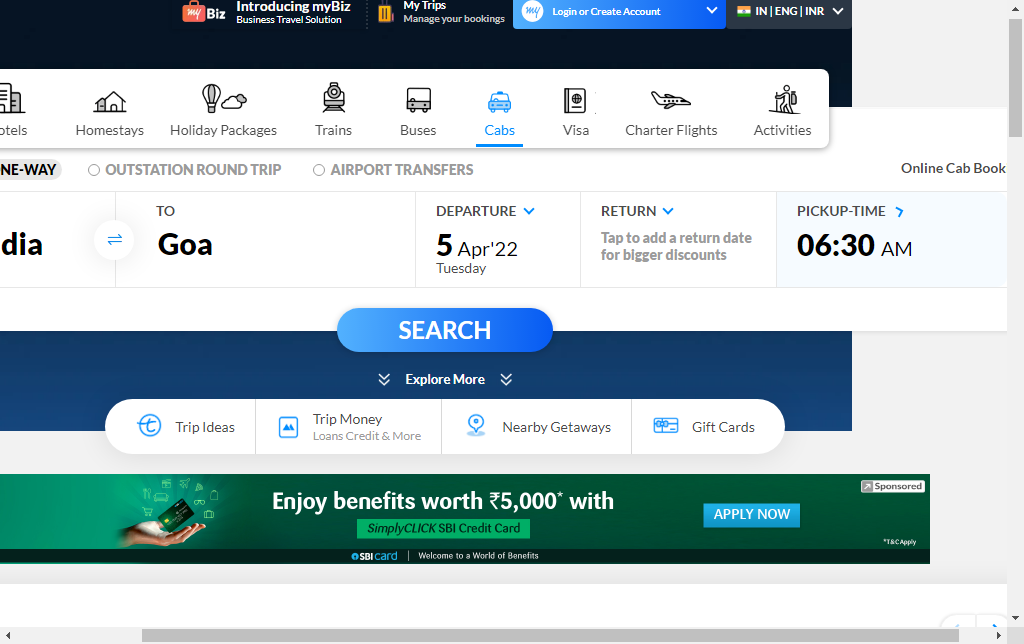 my Biz
Introducing myBiz
Business Travel Solution
My Trips
Manage your bookings
my
Login or Create Account
IN | ENG | INR
otels
Homestays
Holiday Packages
Trains
Buses
Cabs
Visa
Charter Flights
Activities
NE-WAY
OUTSTATION ROUND TRIP
AIRPORT TRANSFERS
Online Cab Book
dia
TO
Goa
DEPARTURE
5 Apr'22
Tuesday
RETURN
Tap to add a return date
for bigger discounts
PICKUP-TIME
06:30 AM
SEARCH
Explore More
Trip Ideas
Trip Money
Loans Credit & More
Nearby Getaways
Gift Cards
Sponsored
Enjoy benefits worth ₹5,000* with
SimplyCLICK SBI Credit Card
APPLY NOW
*T&C Apply
SBI card | Welcome to a World of Benefits